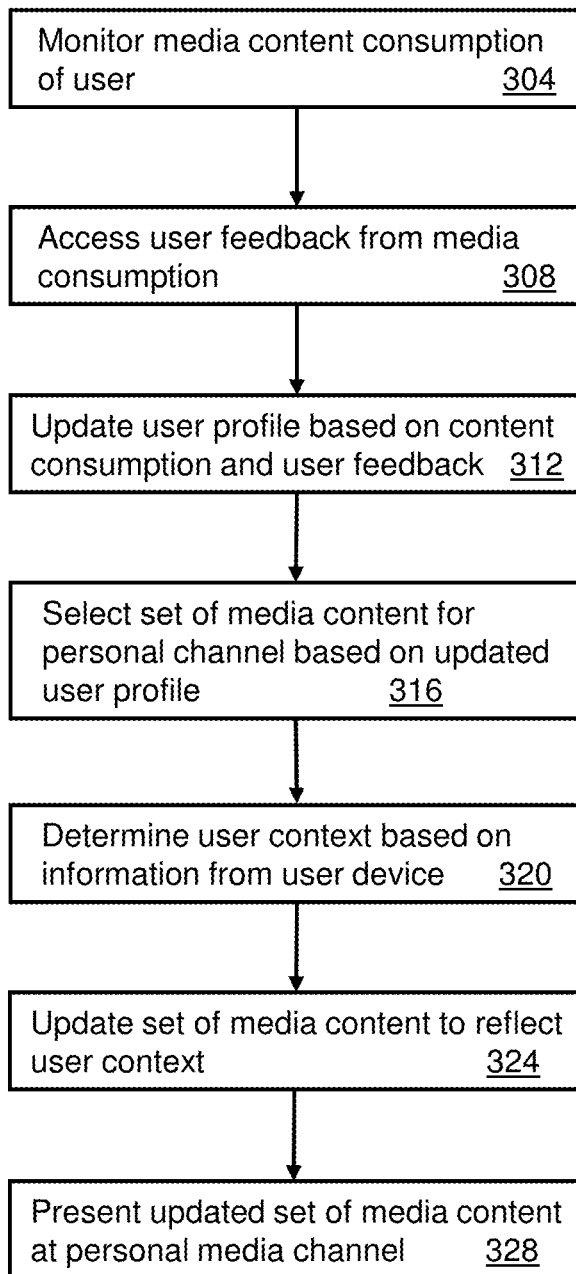 Monitor media content consumption
of user 304
Access user feedback from media
consumption 308
Update user profile based on content
consumption and user feedback 312
Select set of media content for
personal channel based on updated
user profile 316
Determine user context based on
information from user device 320
Update set of media content to reflect
user context 324
Present updated set of media content
at personal media channel 328